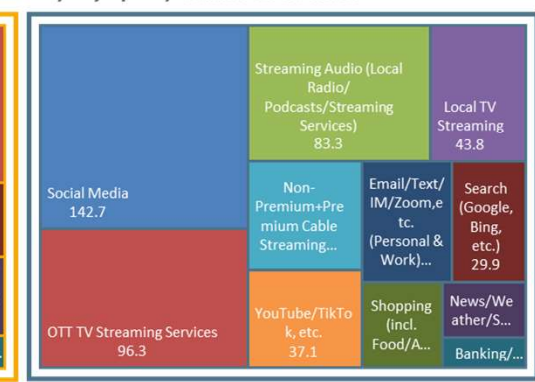 Social Media
142.7
OTT TV Streaming Services
96.3
Streaming Audio (Local
Radio/
Podcasts/Streaming
Services)
83.3
Local TV
Streaming
43.8
Non-
Premium+Pre
mium Cable
Streaming...
Email/Text/
IM/Zoom,e
tc.
(Personal &
Work)...
Search
(Google,
Bing,
etc.)
29.9
YouTube/TikTo
k, etc.
37.1
Shopping
(incl.
Food/A...
News/We
ather/S...
Banking/...